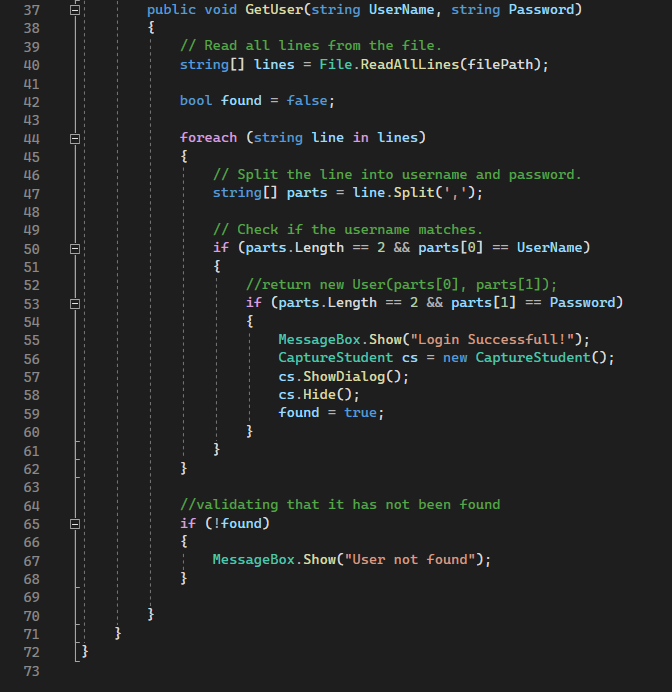 37 public void GetUser(string UserName, string Password)
38 {
39 // Read all lines from the file.
40 string[] lines = File.ReadAllLines(filePath);
41
42 bool found = false;
43
44 foreach (string line in lines)
45 {
46 // Split the line into username and password.
47 string[] parts = line.Split(',');
48
49 // Check if the username matches.
50 if (parts.Length == 2 && parts[0] == UserName)
51 {
52 //return new User(parts[0], parts[1]);
53 if (parts.Length == 2 && parts[1] == Password)
54 {
55 MessageBox.Show("Login Successfull!");
56 CaptureStudent cs = new CaptureStudent();
57 cs.ShowDialog();
58 cs.Hide();
59 found = true;
60 }
61 }
62 }
63
64 //validating that it has not been found
65 if (!found)
66 {
67 MessageBox.Show("User not found");
68 }
69
70 }
71 }
72 }
73